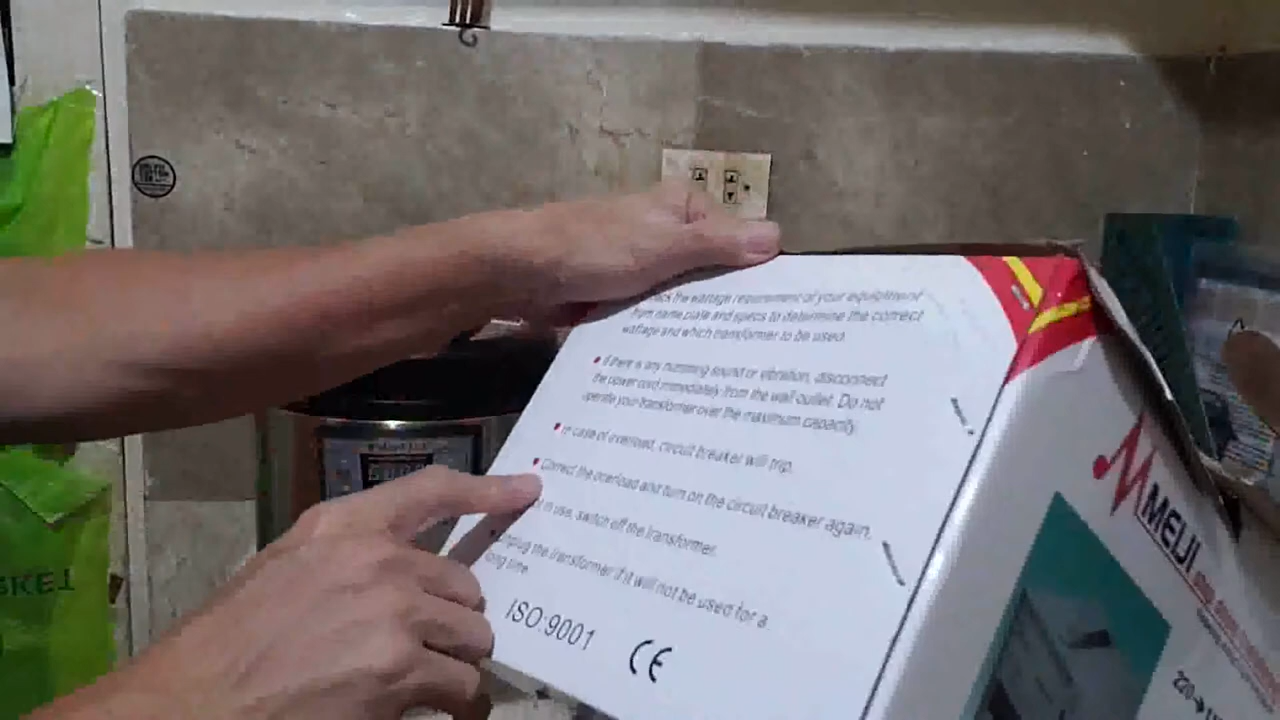 the wattage requirement of your equipment
from name plate and specs to determine the correct
wattage and which transformer to be used.
• If there is any humming sound or vibration, disconnect
the power cord immediately from the wall outlet. Do not
operate your transformer over the maximum capacity.
• In case of overload, circuit breaker will trip.
• Correct the overload and turn on the circuit breaker again.
in use, switch off the transformer.
Unplug the transformer if it will not be used for a
long time.
ISO:9001
CE
MEIJI
220→